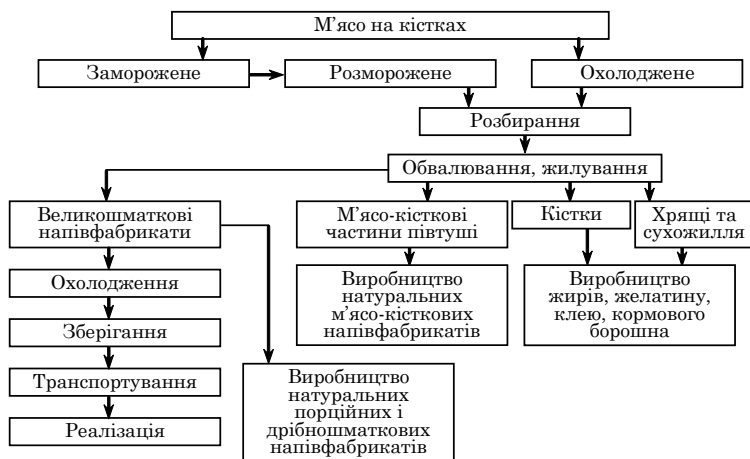 М’ясо на кістках
Заморожене
Розморожене
Охолоджене
Розбирання
Обвалювання, жилування
Великошматкові
напівфабрикати
М’ясо-кісткові
частини півтуші
Кістки
Хрящі та
сухожилля
Охолодження
Зберігання
Транспортування
Реалізація
Виробництво
натуральних
м’ясо-кісткових
напівфабрикатів
Виробництво
жирів, желатину,
клею, кормового
борошна
Виробництво
натуральних
порційних і
дрібношматкових
напівфабрикатів